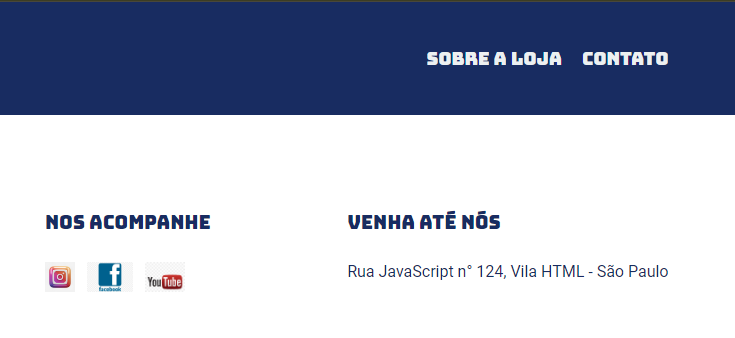 SOBRE A LOJA CONTATO
NOS ACOMPANHE
VENHA ATÉ NÓS
facebook
YouTube
Rua JavaScript n° 124, Vila HTML - São Paulo